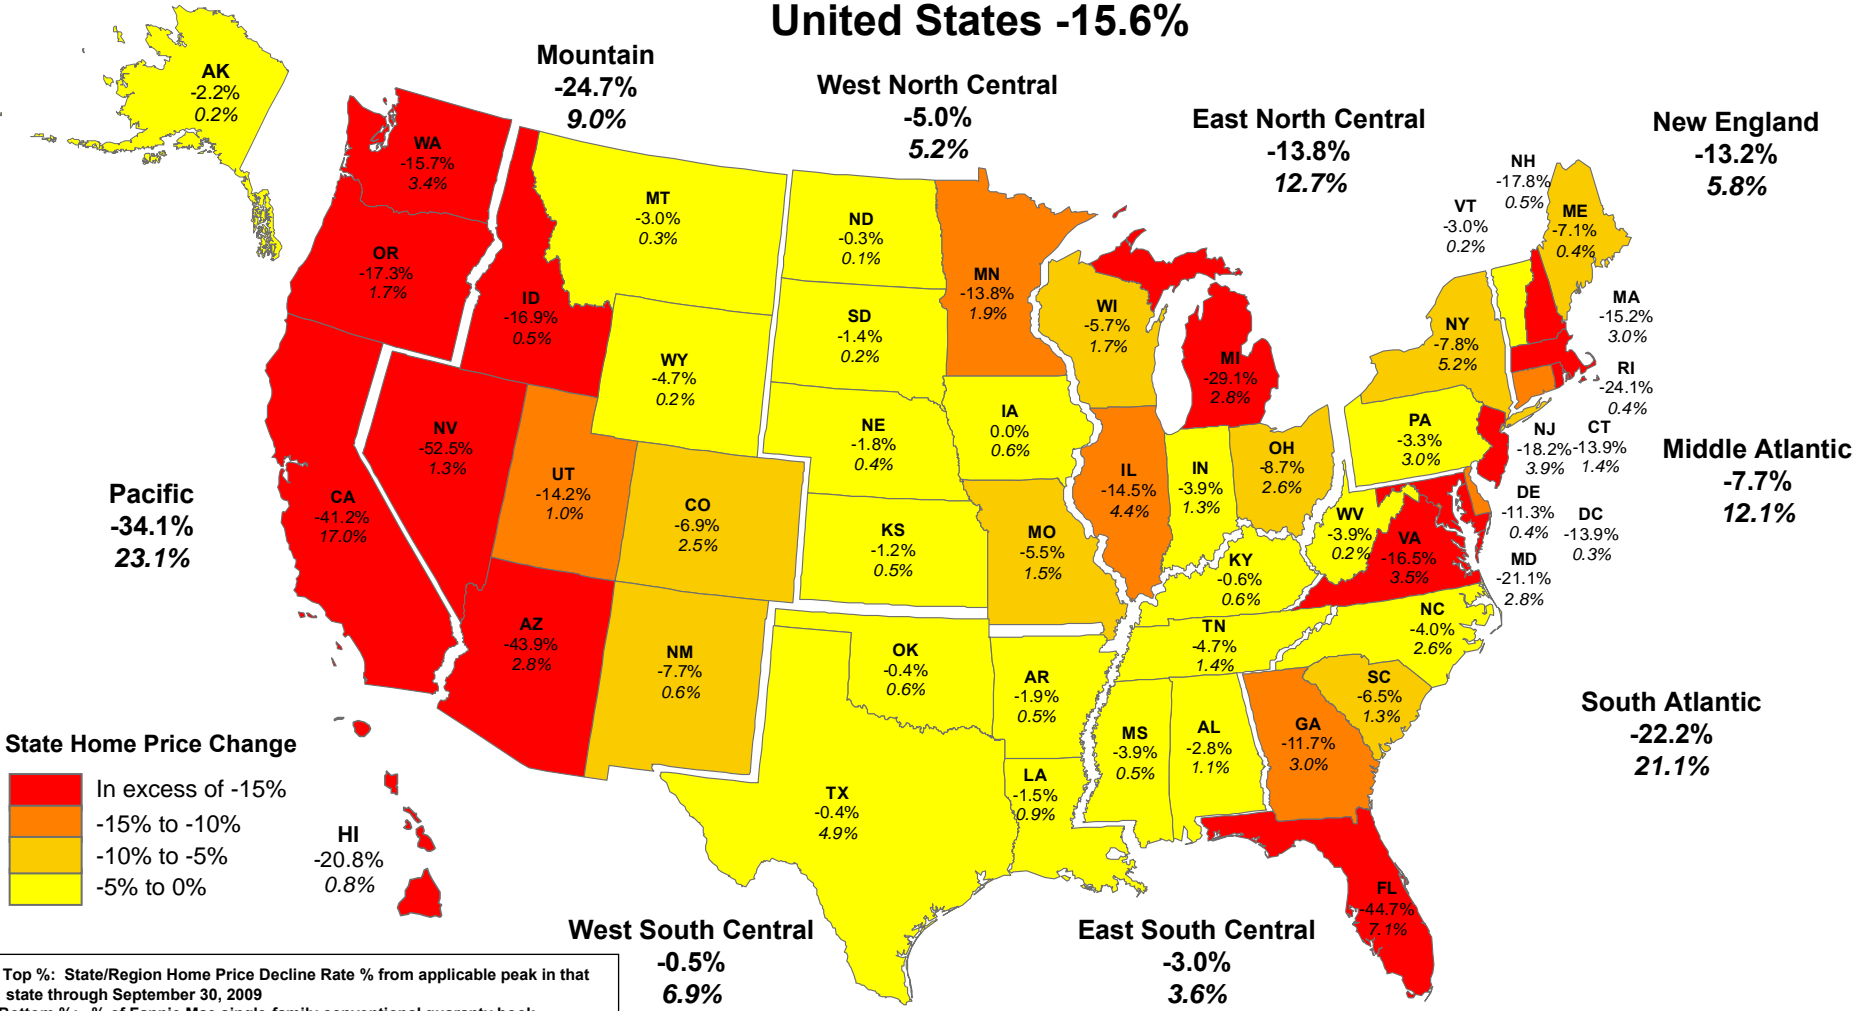 United States -15.6%
Mountain
-24.7%
9.0%
West North Central
-5.0%
5.2%
East North Central
-13.8%
12.7%
New England
-13.2%
5.8%
Pacific
-34.1%
23.1%
Middle Atlantic
-7.7%
12.1%
South Atlantic
-22.2%
21.1%
West South Central
-0.5%
6.9%
East South Central
-3.0%
3.6%
AK
-2.2%
0.2%
WA
-15.7%
3.4%
OR
-17.3%
1.7%
ID
-16.9%
0.5%
MT
-3.0%
0.3%
WY
-4.7%
0.2%
NV
-52.5%
1.3%
UT
-14.2%
1.0%
CO
-6.9%
2.5%
CA
-41.2%
17.0%
AZ
-43.9%
2.8%
NM
-7.7%
0.6%
ND
-0.3%
0.1%
SD
-1.4%
0.2%
NE
-1.8%
0.4%
KS
-1.2%
0.5%
OK
-0.4%
0.6%
TX
-0.4%
4.9%
MN
-13.8%
1.9%
IA
0.0%
0.6%
MO
-5.5%
1.5%
AR
-1.9%
0.5%
LA
-1.5%
0.9%
WI
-5.7%
1.7%
IL
-14.5%
4.4%
MI
-29.1%
2.8%
IN
-3.9%
1.3%
OH
-8.7%
2.6%
KY
-0.6%
0.6%
TN
-4.7%
1.4%
MS
-3.9%
0.5%
AL
-2.8%
1.1%
GA
-11.7%
3.0%
FL
-44.7%
7.1%
SC
-6.5%
1.3%
NC
-4.0%
2.6%
VA
-16.5%
3.5%
WV
-3.9%
0.2%
PA
-3.3%
3.0%
NY
-7.8%
5.2%
VT
-3.0%
0.2%
NH
-17.8%
0.5%
ME
-7.1%
0.4%
MA
-15.2%
3.0%
RI
-24.1%
0.4%
CT
-13.9%
1.4%
NJ
-18.2%
3.9%
DE
-11.3%
0.4%
DC
-13.9%
0.3%
MD
-21.1%
2.8%
HI
-20.8%
0.8%
State Home Price Change
In excess of -15%
-15% to -10%
-10% to -5%
-5% to 0%
Top %: State/Region Home Price Decline Rate % from applicable peak in that
state through September 30, 2009
Bottom %: % of Fannie Mae single-family conventional guaranty book